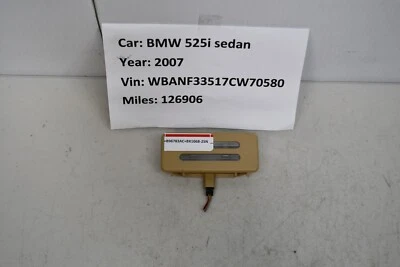 Car: BMW 525i sedan
Year: 2007
Vin: WBANF33517CW70580
Miles: 126906